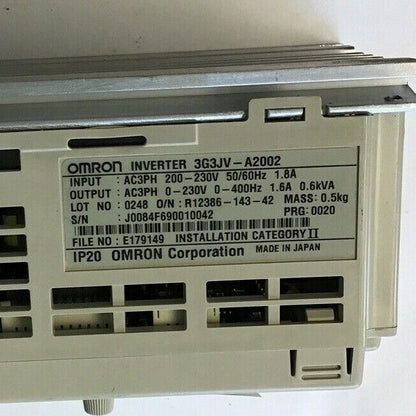 OMRON INVERTER 3G3JV-A2002
INPUT : AC3PH 200-230V 50/60Hz 1.8A
OUTPUT : AC3PH 0-230V 0-400Hz 1.6A 0.6kVA
LOT NO : 0248 O/N : R12386-143-42 MASS: 0.5kg
S/N : J0084F690010042 PRG: 0020
FILE NO : E179149 INSTALLATION CATEGORY II
IP20 OMRON Corporation MADE IN JAPAN